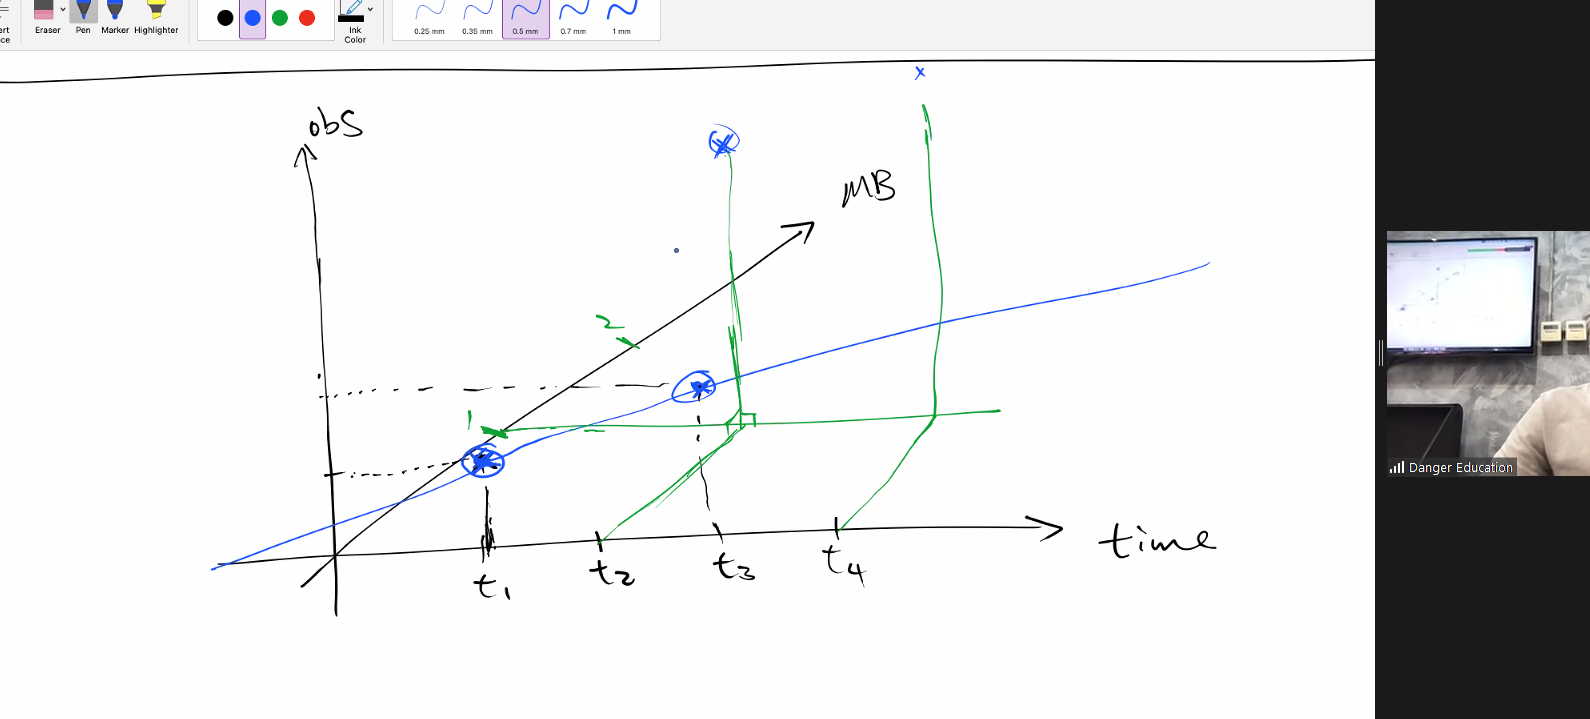 Eraser Pen Marker Highlighter
Ink
Color
0.25 mm 0.35 mm 0.5 mm 0.7 mm 1 mm
x
obs
MB
2
1
t1 t2 t3 t4
time
Danger Education